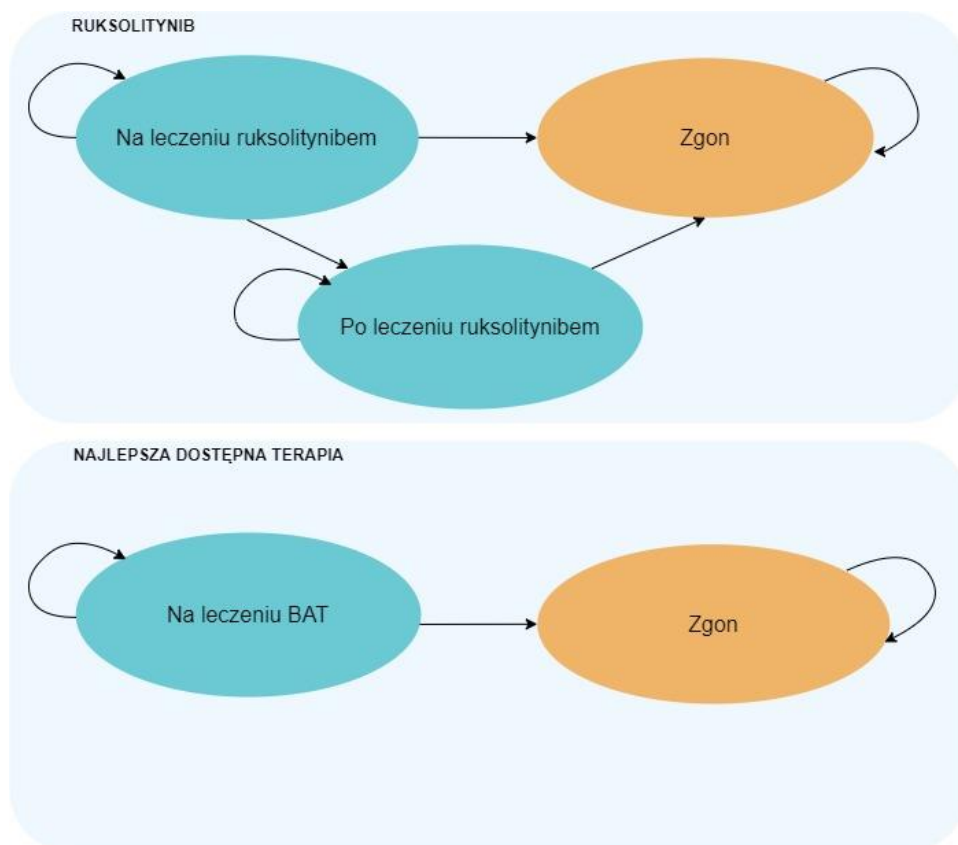 RUKSOLITYNIB
Na leczeniu ruksolitynibem
Zgon
Po leczeniu ruksolitynibem
NAJLEPSZA DOSTĘPNA TERAPIA
Na leczeniu BAT
Zgon